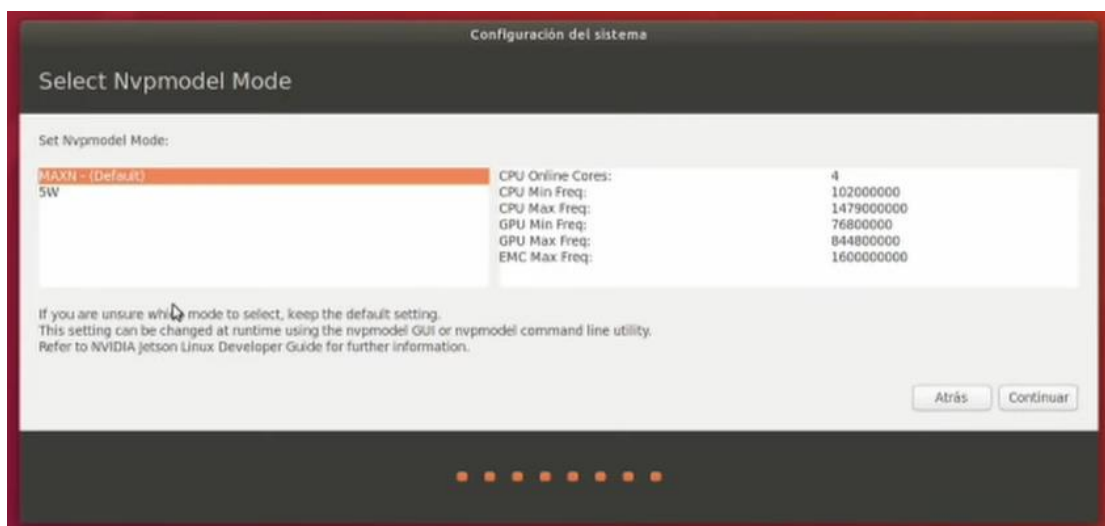 Configuración del sistema
Select Nvpmodel Mode
Set Nvpmodel Mode:
MAXN - (Default)
5W
CPU Online Cores: 4
CPU Min Freq: 102000000
CPU Max Freq: 1479000000
GPU Min Freq: 76800000
GPU Max Freq: 844800000
EMC Max Freq: 1600000000
If you are unsure which mode to select, keep the default setting.
This setting can be changed at runtime using the nvpmodel GUI or nvpmodel command line utility.
Refer to NVIDIA Jetson Linux Developer Guide for further information.
Atrás Continuar